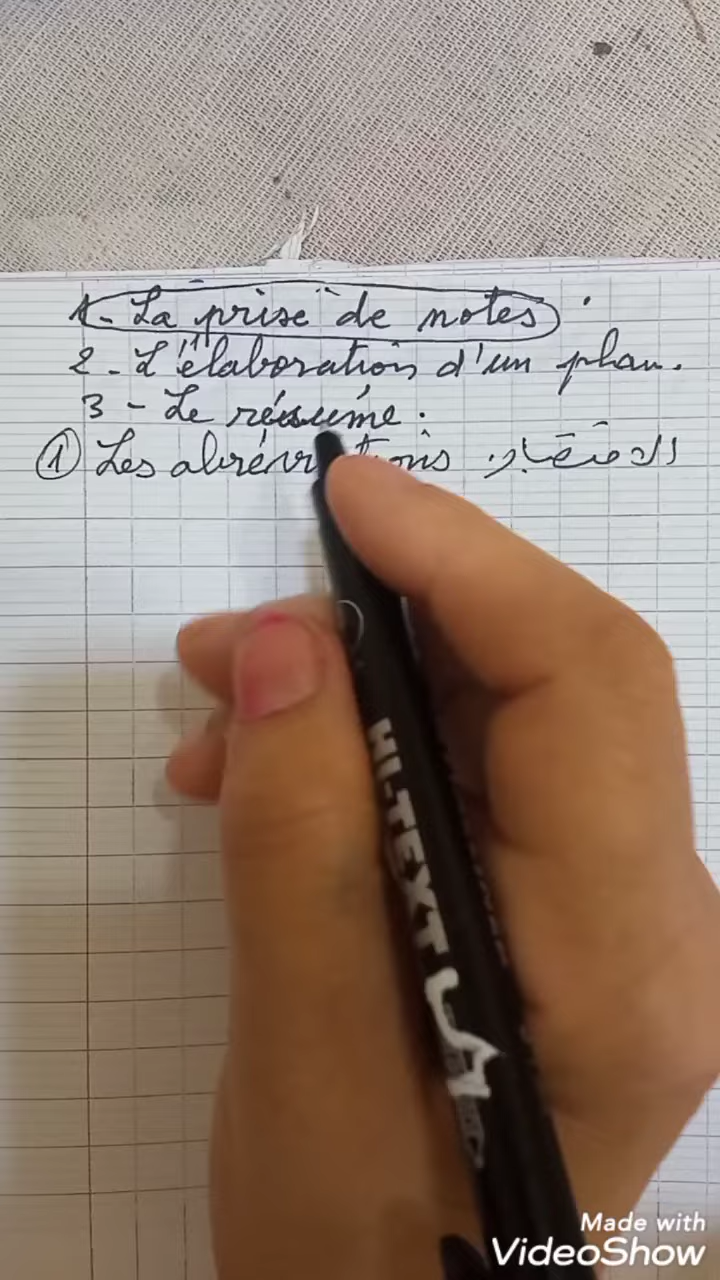 1- La prise de notes.
2- L'élaboration d'un plan.
3 - Le résumé.
① Les abréviations
HI-TEXT
Made with
VideoShow